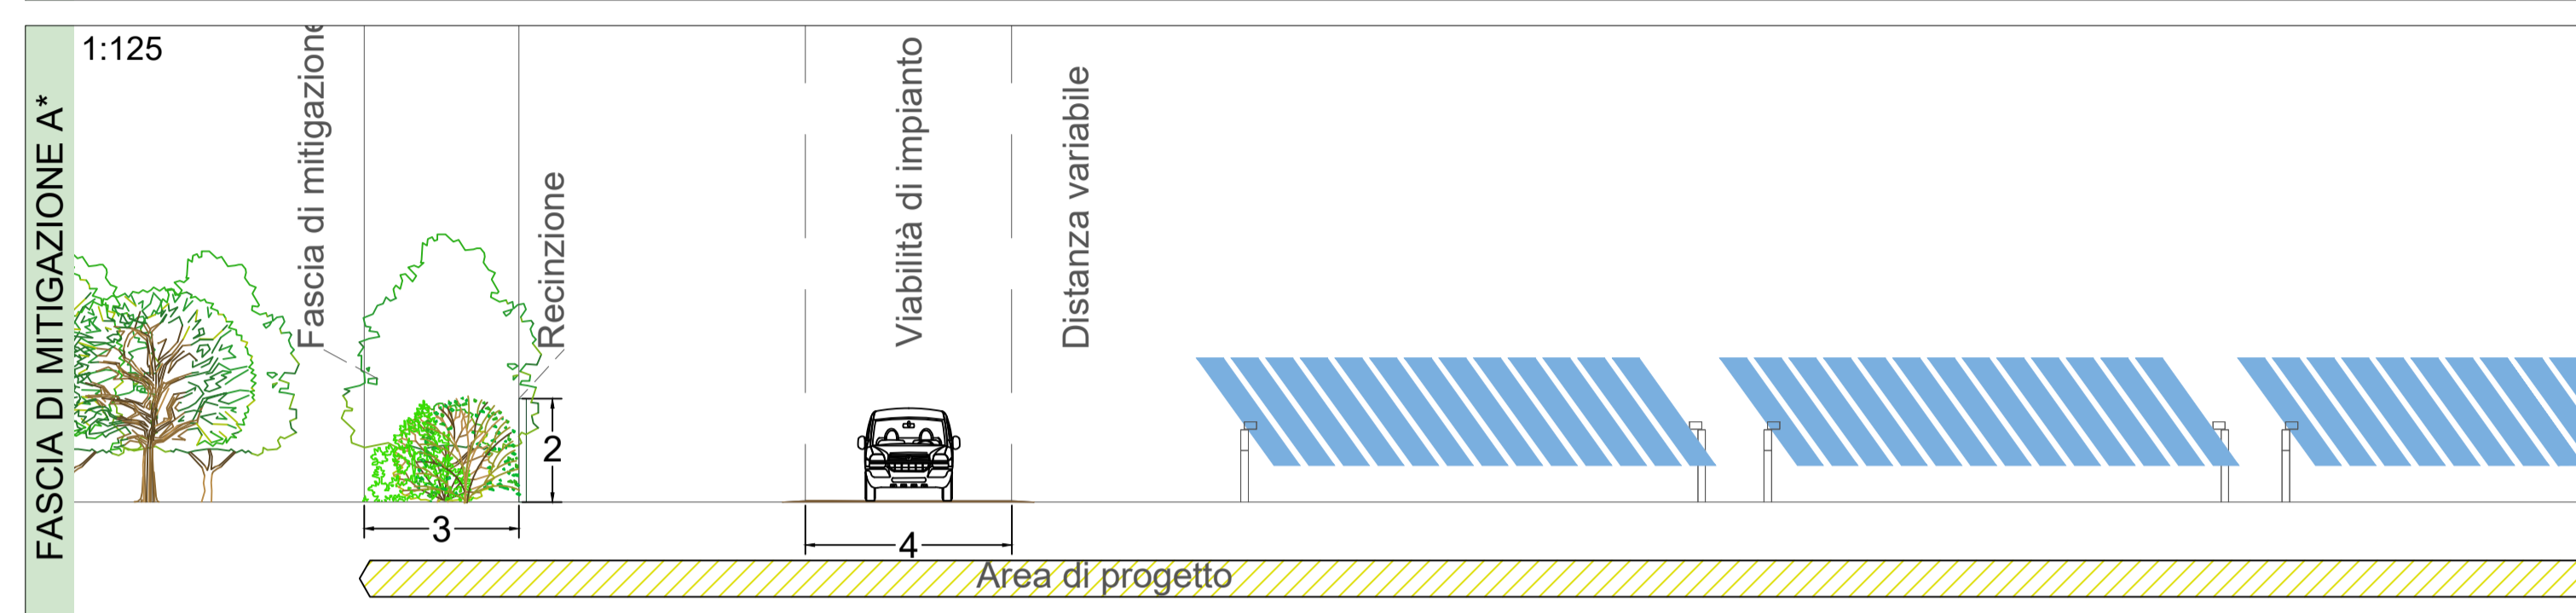 FASCIA DI MITIGAZIONE A*
1:125
Fascia di mitigazione
Recinzione
Viabilità di impianto
Distanza variabile
2
3
4
Area di progetto